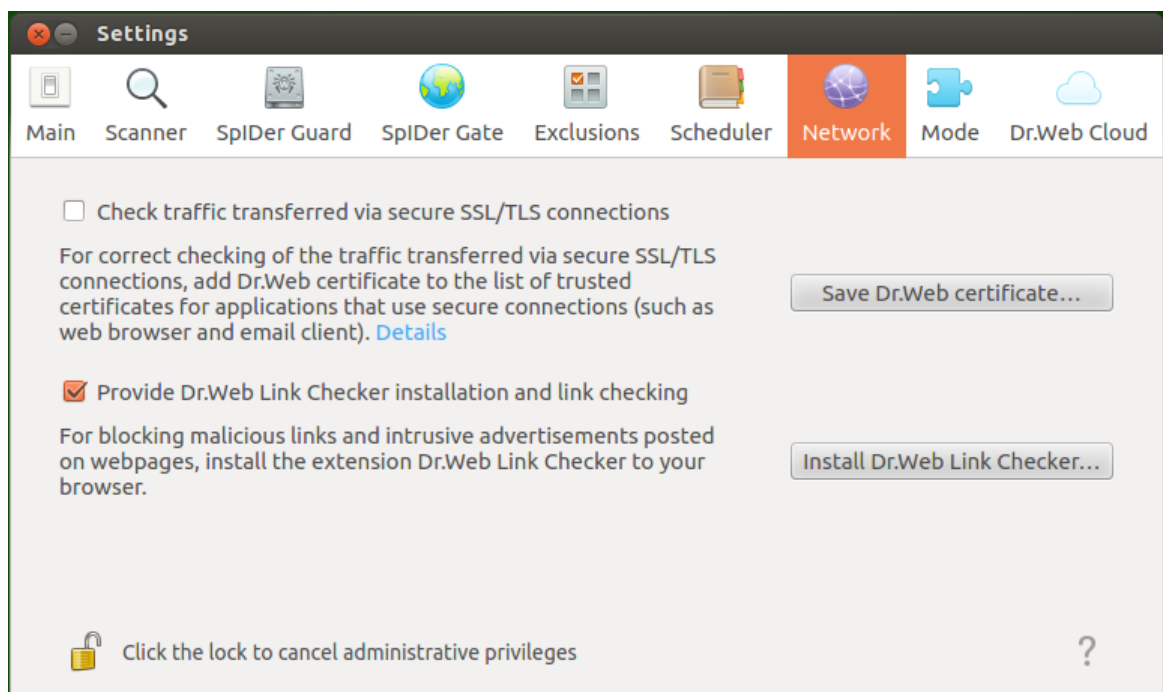 Settings
Main Scanner SpIDer Guard SpIDer Gate Exclusions Scheduler Network Mode Dr.Web Cloud
Check traffic transferred via secure SSL/TLS connections
For correct checking of the traffic transferred via secure SSL/TLS
connections, add Dr.Web certificate to the list of trusted
certificates for applications that use secure connections (such as
web browser and email client). Details
Save Dr.Web certificate...
Provide Dr.Web Link Checker installation and link checking
For blocking malicious links and intrusive advertisements posted
on webpages, install the extension Dr.Web Link Checker to your
browser.
Install Dr.Web Link Checker...
Click the lock to cancel administrative privileges
?